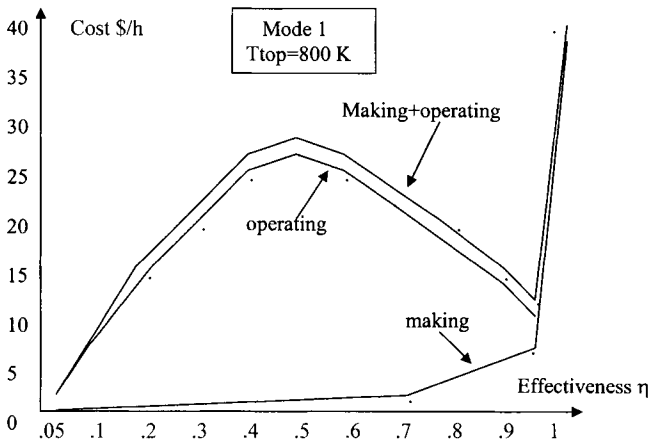 40
Cost $/h
Mode 1
Ttop=800 K
35
30
Making+operating
25
20
operating
15
10
making
5
Effectiveness η
0
.05 .1 .2 .3 .4 .5 .6 .7 .8 .9 1